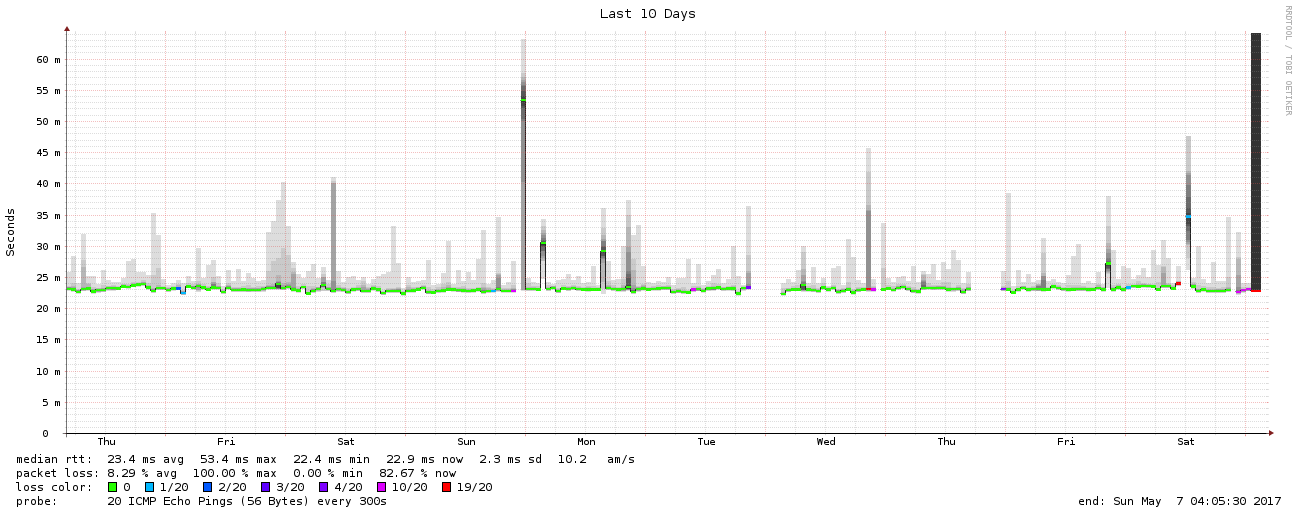 Last 10 Days
RRDTOOL / TOBI OETIKER
Seconds
60 m
55 m
50 m
45 m
40 m
35 m
30 m
25 m
20 m
15 m
10 m
5 m
0
Thu Fri Sat Sun Mon Tue Wed Thu Fri Sat
median rtt: 23.4 ms avg 53.4 ms max 22.4 ms min 22.9 ms now 2.3 ms sd 10.2 am/s
packet loss: 8.29 % avg 100.00 % max 0.00 % min 82.67 % now
loss color: 0 1/20 2/20 3/20 4/20 10/20 19/20
probe: 20 ICMP Echo Pings (56 Bytes) every 300s end: Sun May 7 04:05:30 2017